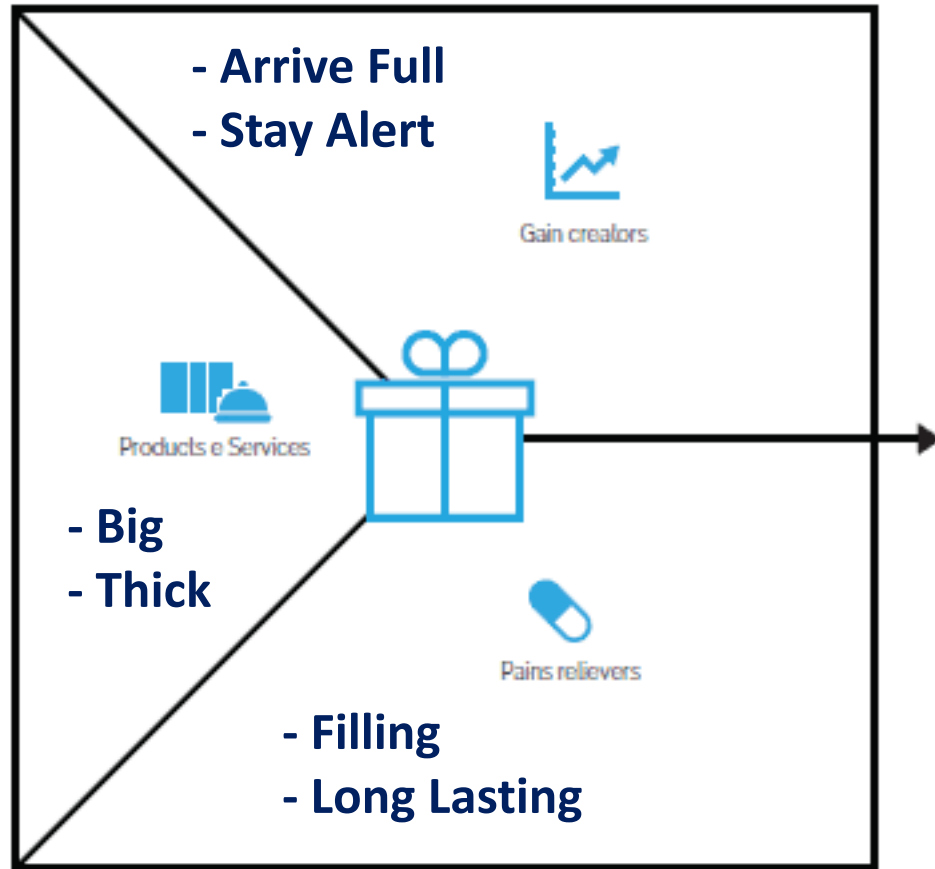 - Arrive Full
- Stay Alert
Gain creators
Products e Services
- Big
- Thick
Pains relievers
- Filling
- Long Lasting